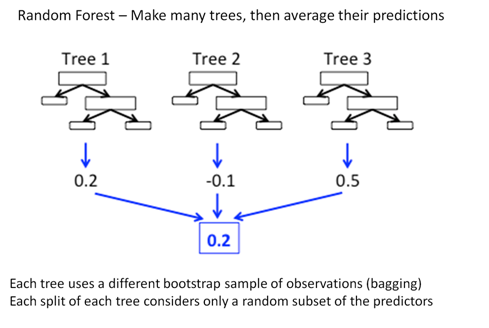 Random Forest – Make many trees, then average their predictions
Tree 1 Tree 2 Tree 3
0.2 -0.1 0.5
0.2
Each tree uses a different bootstrap sample of observations (bagging)
Each split of each tree considers only a random subset of the predictors